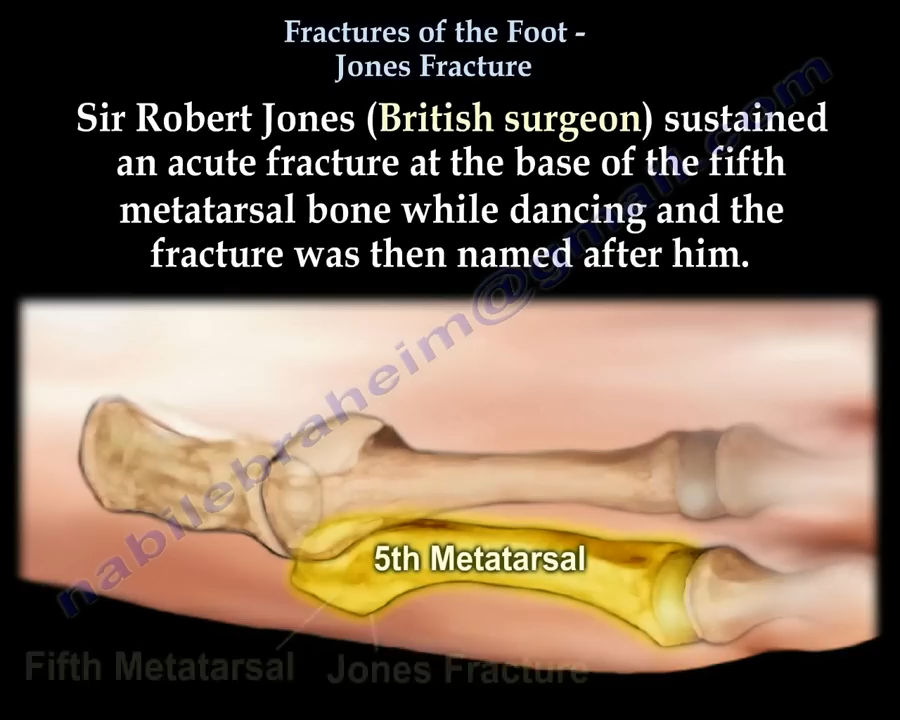 Fractures of the Foot -
Jones Fracture
Sir Robert Jones (British surgeon) sustained
an acute fracture at the base of the fifth
metatarsal bone while dancing and the
fracture was then named after him.
nabilebraheim@gmail.com
5th Metatarsal
Fifth Metatarsal
Jones Fracture